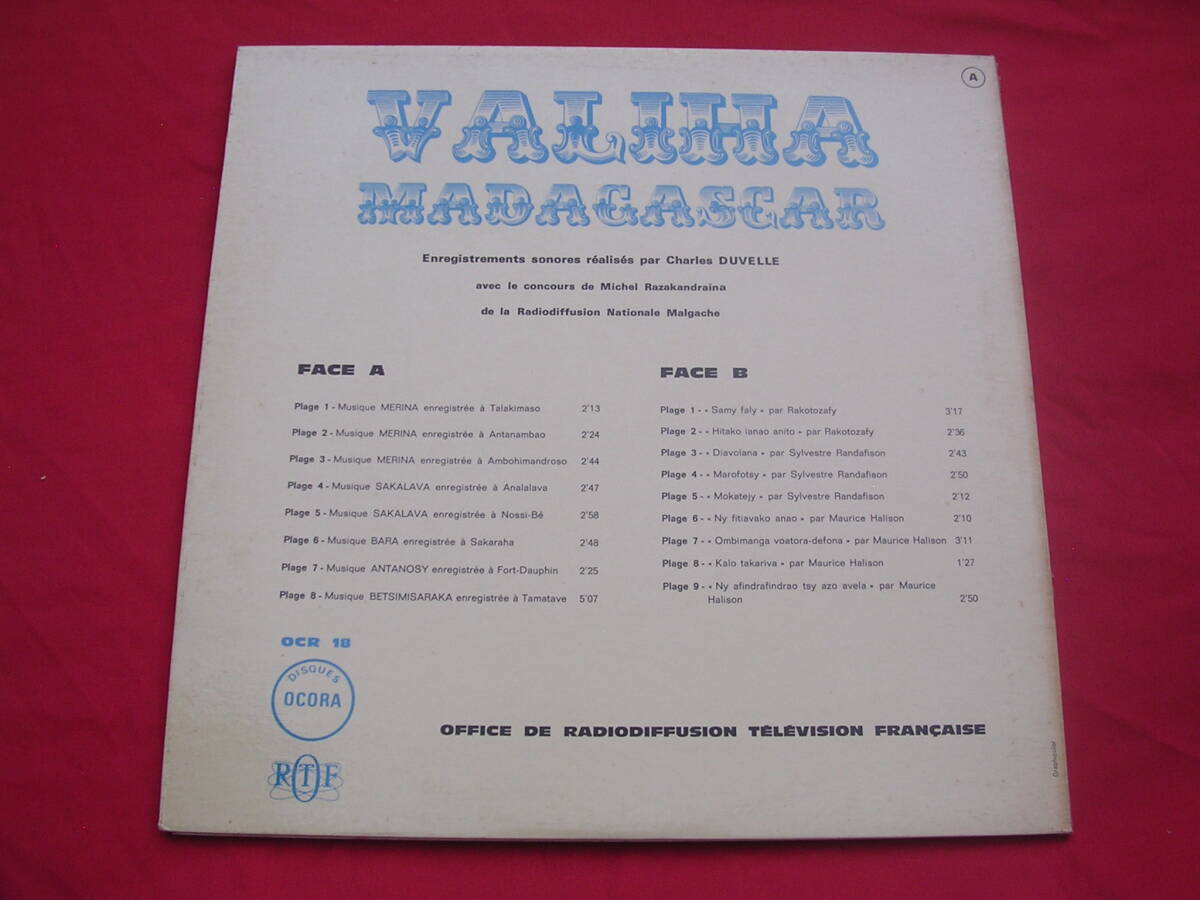 A
VALIHA
MADAGASCAR
Enregistrements sonores réalisés par Charles DUVELLE
avec le concours de Michel Razakandraina
de la Radiodiffusion Nationale Malgache
FACE A
Plage 1 - Musique MERINA enregistrée à Talakimaso 2'13
Plage 2 - Musique MERINA enregistrée à Antanambao 2'24
Plage 3 - Musique MERINA enregistrée à Ambohimandroso 2'44
Plage 4 - Musique SAKALAVA enregistrée à Analalava 2'47
Plage 5 - Musique SAKALAVA enregistrée à Nossi-Bé 2'58
Plage 6 - Musique BARA enregistrée à Sakaraha 2'48
Plage 7 - Musique ANTANOSY enregistrée à Fort-Dauphin 2'25
Plage 8 - Musique BETSIMISARAKA enregistrée à Tamatave 5'07
FACE B
Plage 1 - « Samy faly » par Rakotozafy 3'17
Plage 2 - « Hitako ianao anito » par Rakotozafy 2'36
Plage 3 - « Diavolana » par Sylvestre Randafison 2'43
Plage 4 - « Marofotsy » par Sylvestre Randafison 2'50
Plage 5 - « Mokatejy » par Sylvestre Randafison 2'12
Plage 6 - « Ny fitiavako anao » par Maurice Halison 2'10
Plage 7 - « Ombimanga voatora-defona » par Maurice Halison 3'11
Plage 8 - « Kalo takariva » par Maurice Halison 1'27
Plage 9 - « Ny afindrafindrao tsy azo avela » par Maurice
Halison 2'50
OCR 18
DISQUES
OCORA
RTF
OFFICE DE RADIODIFFUSION TÉLÉVISION FRANÇAISE